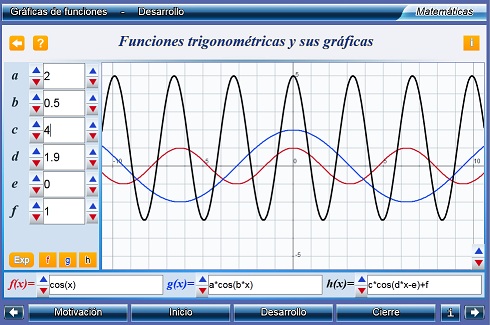 Gráficas de funciones - Desarrollo
Matemáticas
?
Funciones trigonométricas y sus gráficas
i
a 2
b 0.5
c 4
d 1.9
e 0
f 1
5
-10 -5 5 10
-5
Exp f g h
f(x)= cos(x) g(x)= a*cos(b*x) h(x)= c*cos(d*x-e)+f
Motivación Inicio Desarrollo Cierre i